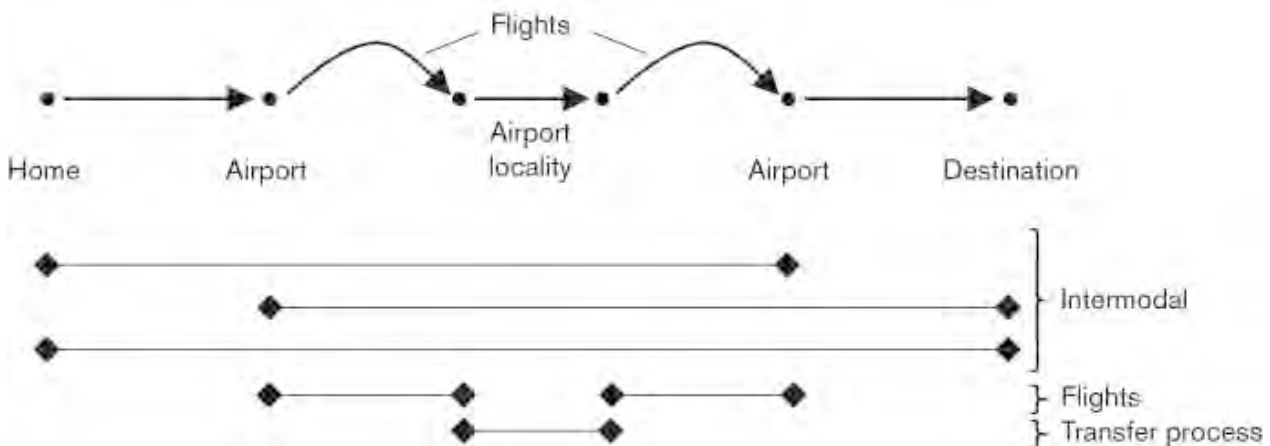 Flights
Airport
locality
Home
Airport
Airport
Destination
Intermodal
Flights
Transfer process